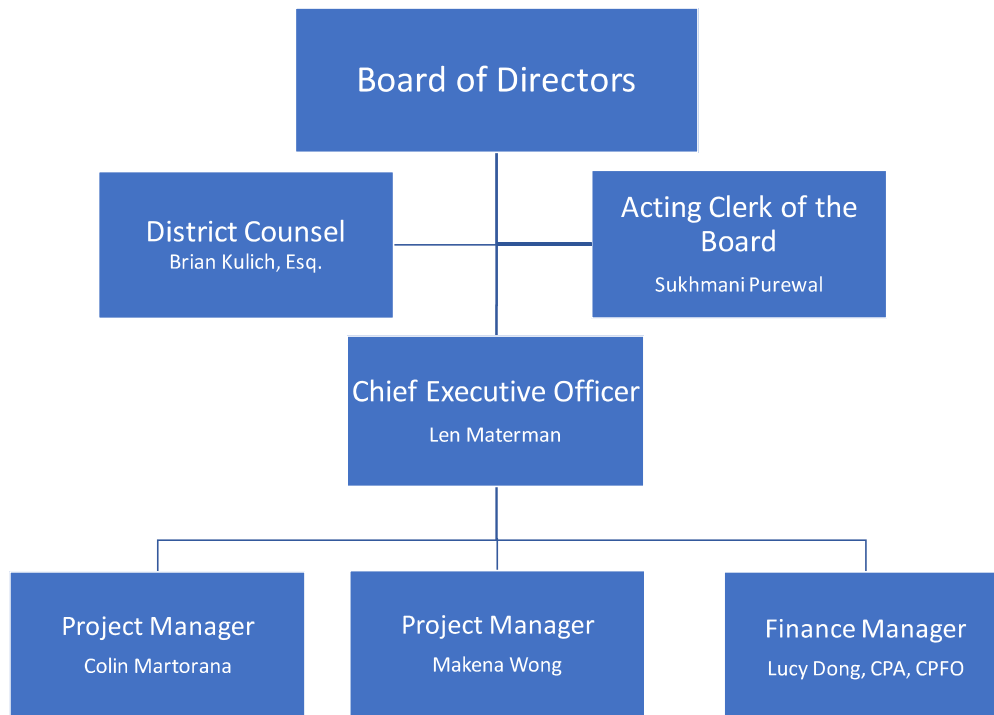 Board of Directors
District Counsel
Brian Kulich, Esq.
Acting Clerk of the
Board
Sukhmani Purewal
Chief Executive Officer
Len Materman
Project Manager
Colin Martorana
Project Manager
Makena Wong
Finance Manager
Lucy Dong, CPA, CPFO